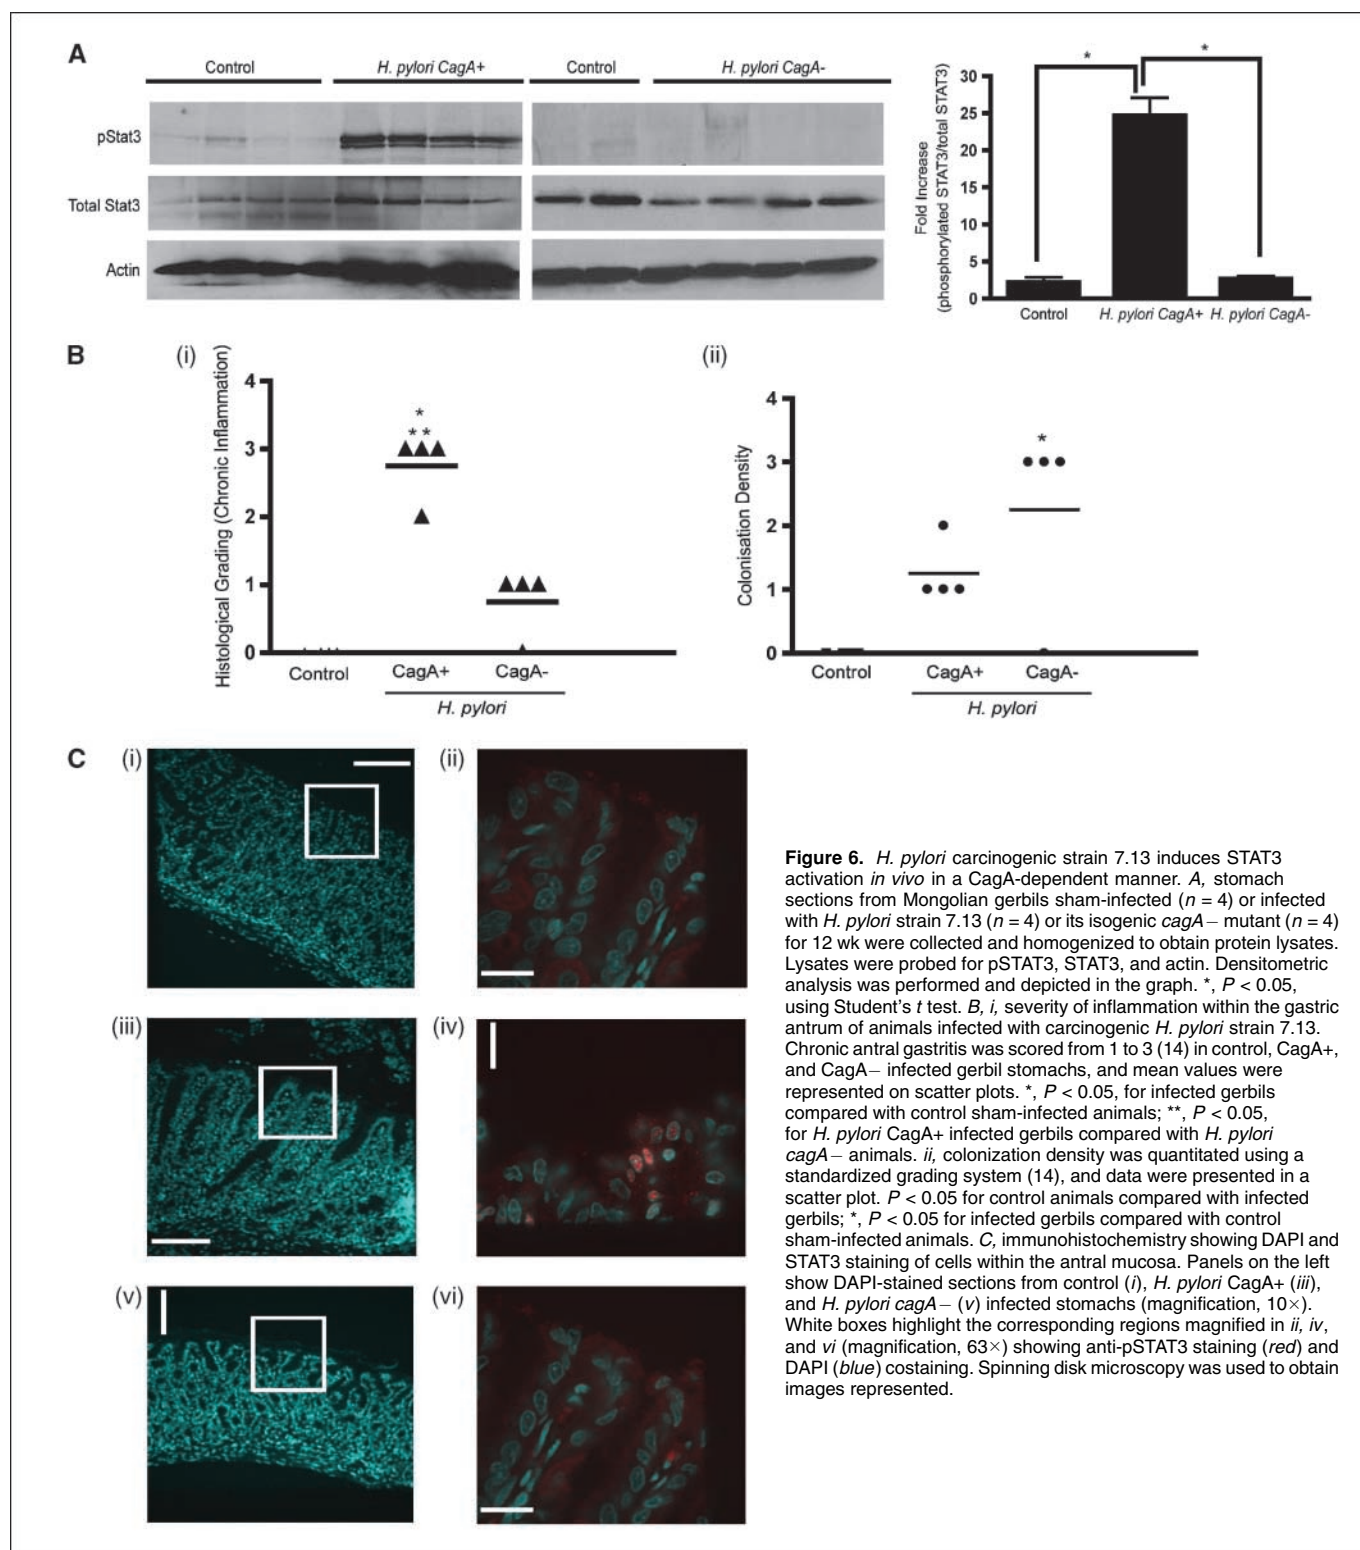 A
Control
H. pylori CagA+
Control
H. pylori CagA-
pStat3
Total Stat3
Actin
Fold Increase
(phosphorylated STAT3/total STAT3)
30
25
20
15
10
5
0
*
*
Control
H. pylori CagA+
H. pylori CagA-
B
(i)
Histological Grading (Chronic Inflammation)
4
3
2
1
0
*
**
Control
CagA+
CagA-
H. pylori
(ii)
Colonisation Density
4
3
2
1
0
*
Control
CagA+
CagA-
H. pylori
C
(i)
(ii)
(iii)
(iv)
(v)
(vi)
Figure 6. H. pylori carcinogenic strain 7.13 induces STAT3
activation in vivo in a CagA-dependent manner. A, stomach
sections from Mongolian gerbils sham-infected (n = 4) or infected
with H. pylori strain 7.13 (n = 4) or its isogenic cagA− mutant (n = 4)
for 12 wk were collected and homogenized to obtain protein lysates.
Lysates were probed for pSTAT3, STAT3, and actin. Densitometric
analysis was performed and depicted in the graph. *, P < 0.05,
using Student's t test. B, i, severity of inflammation within the gastric
antrum of animals infected with carcinogenic H. pylori strain 7.13.
Chronic antral gastritis was scored from 1 to 3 (14) in control, CagA+,
and CagA− infected gerbil stomachs, and mean values were
represented on scatter plots. *, P < 0.05, for infected gerbils
compared with control sham-infected animals; **, P < 0.05,
for H. pylori CagA+ infected gerbils compared with H. pylori
cagA− animals. ii, colonization density was quantitated using a
standardized grading system (14), and data were presented in a
scatter plot. P < 0.05 for control animals compared with infected
gerbils; *, P < 0.05 for infected gerbils compared with control
sham-infected animals. C, immunohistochemistry showing DAPI and
STAT3 staining of cells within the antral mucosa. Panels on the left
show DAPI-stained sections from control (i), H. pylori CagA+ (iii),
and H. pylori cagA− (v) infected stomachs (magnification, 10×).
White boxes highlight the corresponding regions magnified in ii, iv,
and vi (magnification, 63×) showing anti-pSTAT3 staining (red) and
DAPI (blue) costaining. Spinning disk microscopy was used to obtain
images represented.